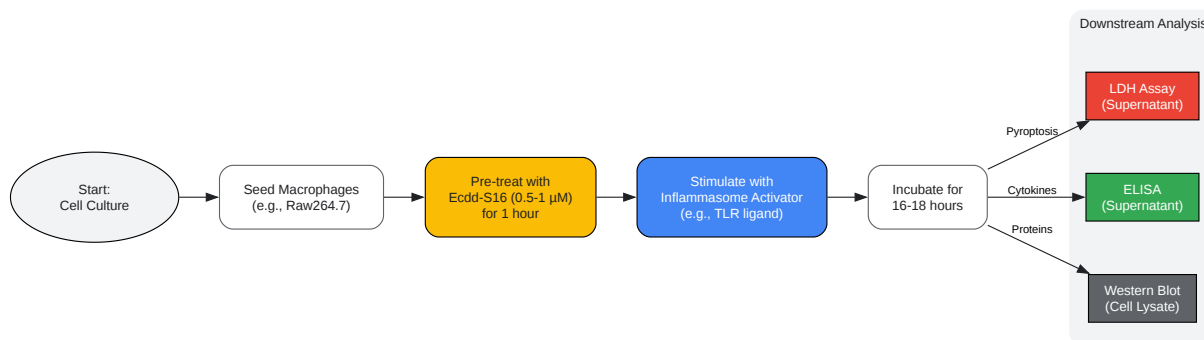 Downstream Analysis
Start:
Cell Culture
Seed Macrophages
(e.g., Raw264.7)
Pre-treat with
Ecdd-S16 (0.5-1 µM)
for 1 hour
Stimulate with
Inflammasome Activator
(e.g., TLR ligand)
Incubate for
16-18 hours
Pyroptosis
Cytokines
Proteins
LDH Assay
(Supernatant)
ELISA
(Supernatant)
Western Blot
(Cell Lysate)